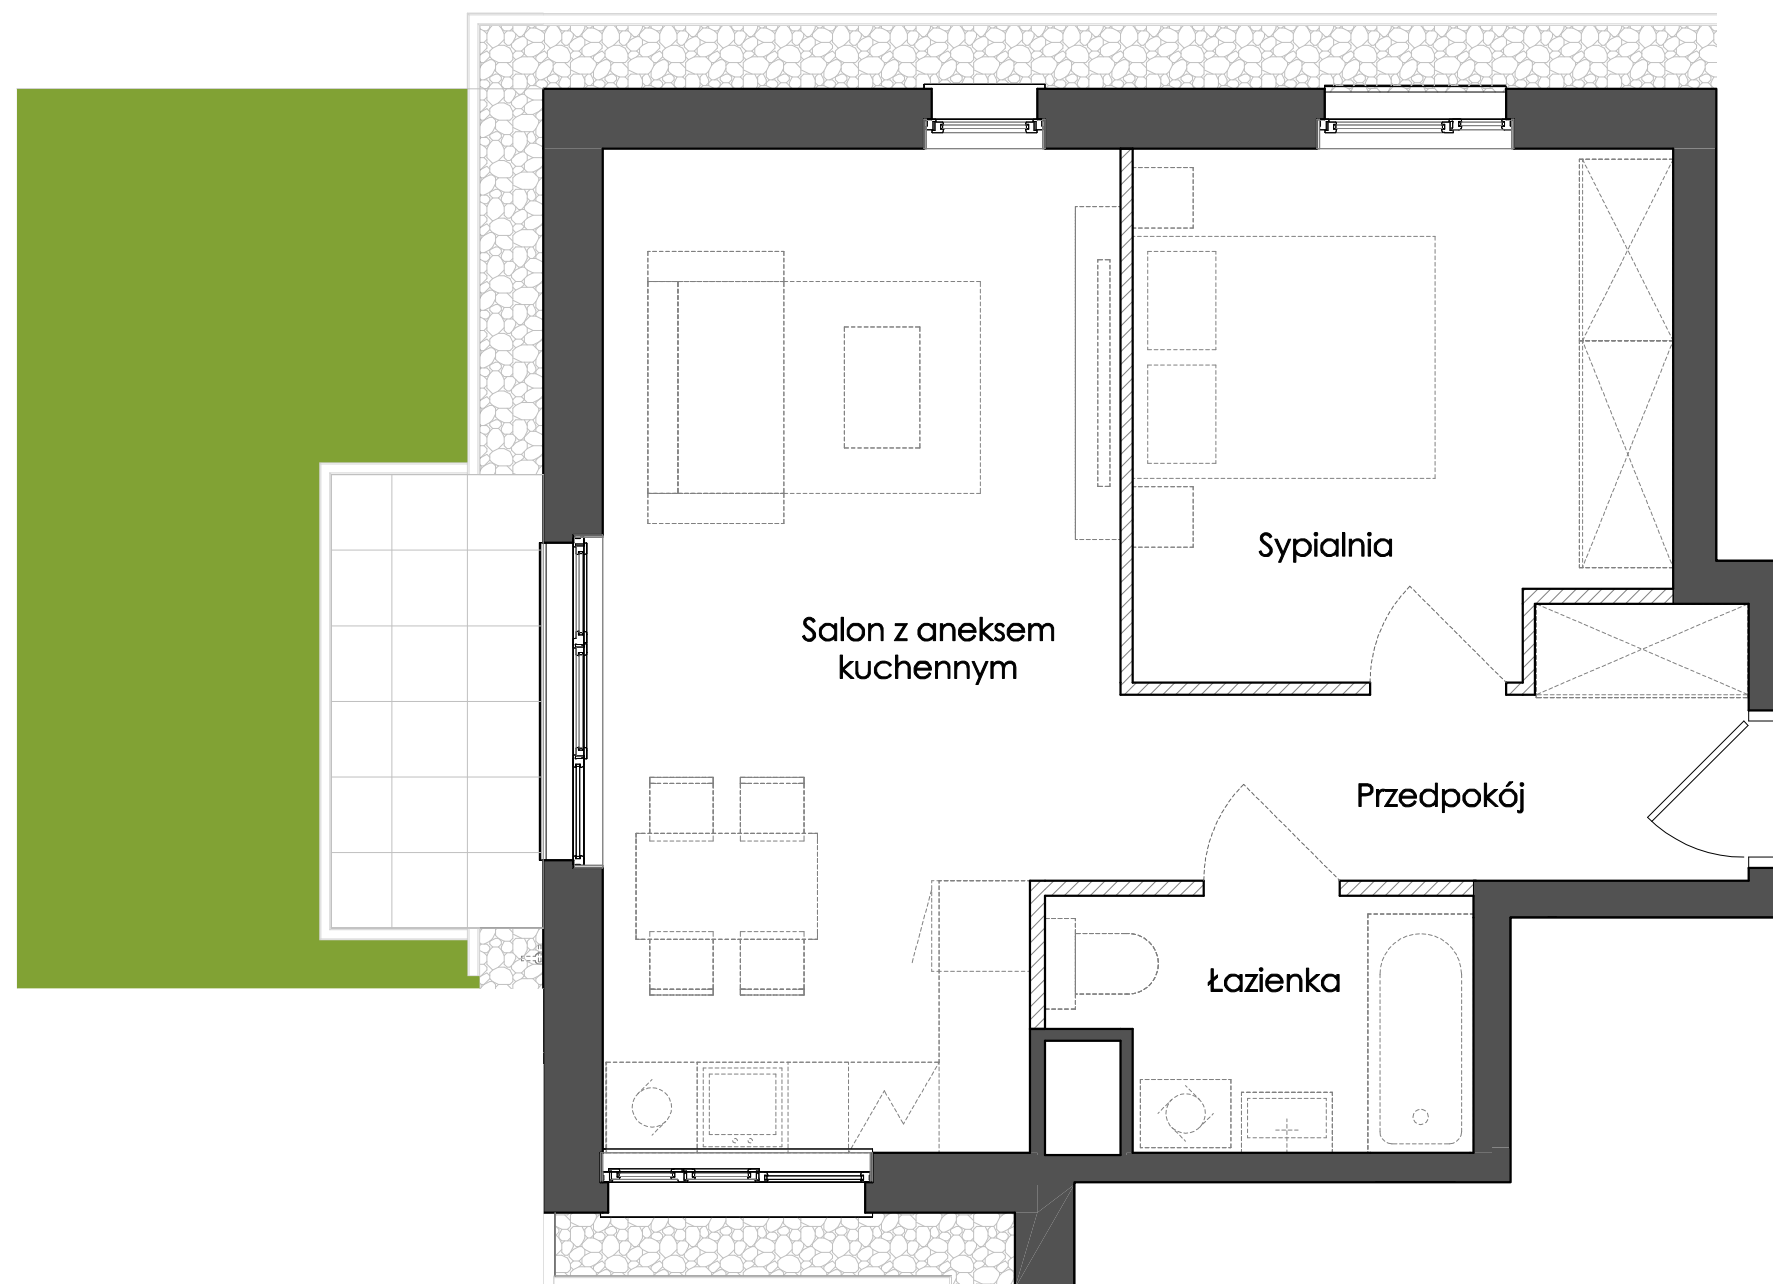 Sypialnia
Salon z aneksem
kuchennym
Przedpokój
Łazienka